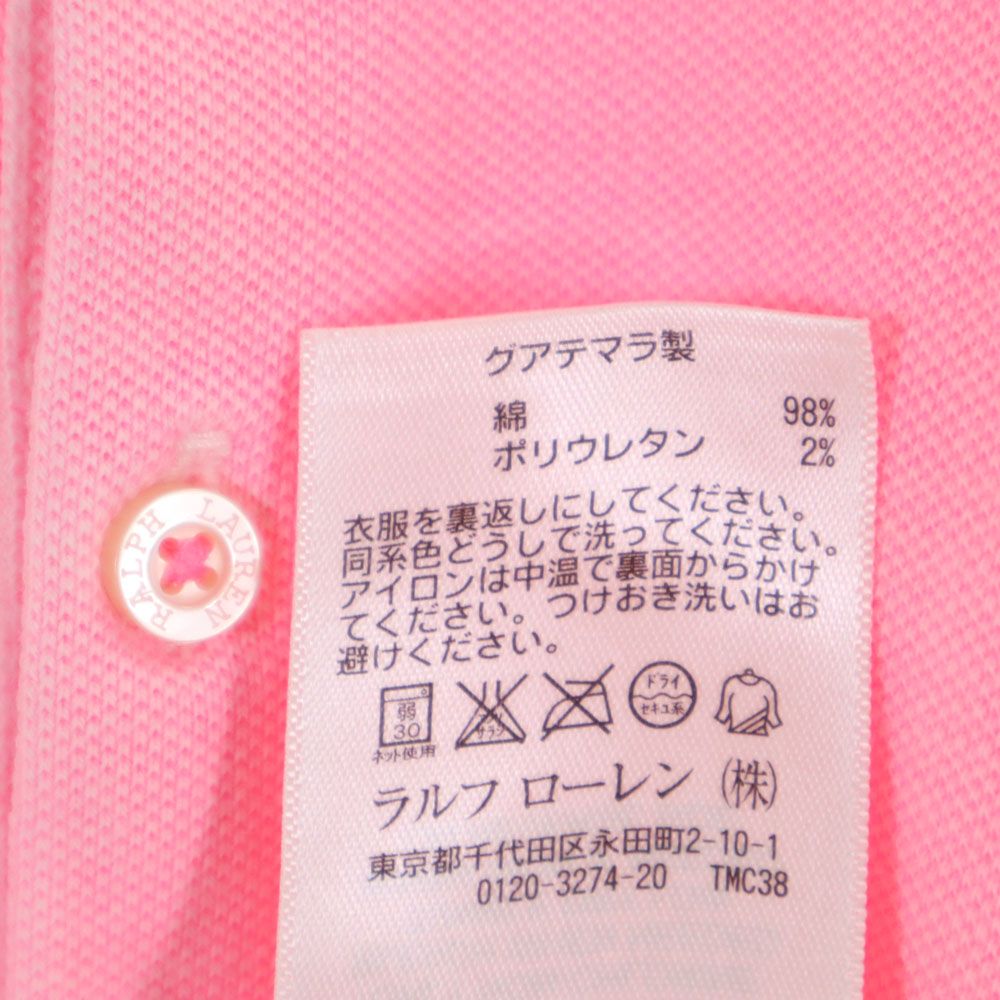 RALPH LAUREN
グアテマラ製
綿 98%
ポリウレタン 2%
衣服を裏返しにしてください。
同系色どうしで洗ってください。
アイロンは中温で裏面からかけ
てください。つけおき洗いはお
避けください。
弱
30
ネット使用
サラシ
ドライ
セキユ系
ラルフ ローレン (株)
東京都千代田区永田町2-10-1
0120-3274-20 TMC38